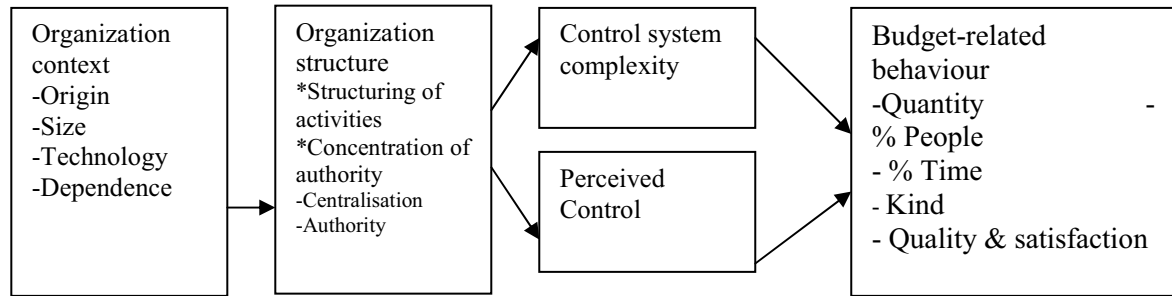 Organization
context
-Origin
-Size
-Technology
-Dependence
Organization
structure
*Structuring of
activities
*Concentration of
authority
-Centralisation
-Authority
Control system
complexity
Perceived
Control
Budget-related
behaviour
-Quantity -
% People
- % Time
- Kind
- Quality & satisfaction